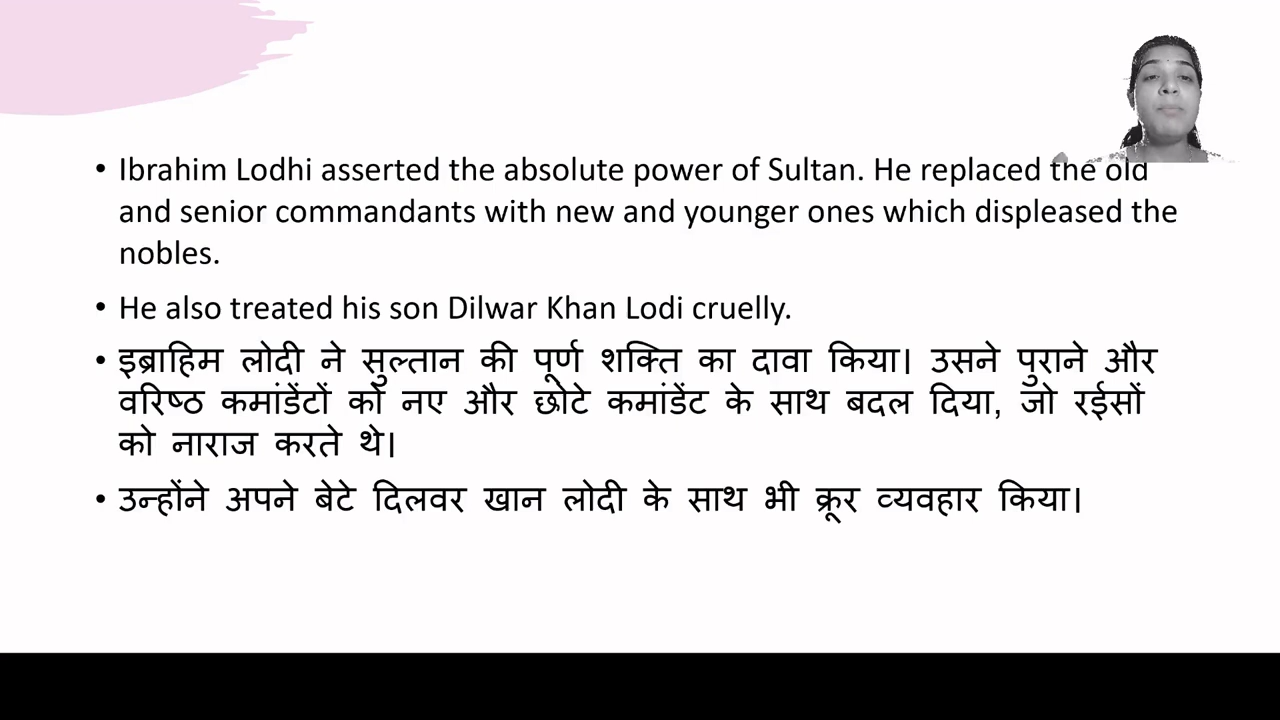 • Ibrahim Lodhi asserted the absolute power of Sultan. He replaced the old
and senior commandants with new and younger ones which displeased the
nobles.
• He also treated his son Dilwar Khan Lodi cruelly.
• इब्राहिम लोदी ने सुल्तान की पूर्ण शक्ति का दावा किया। उसने पुराने और
वरिष्ठ कमांडेंटों को नए और छोटे कमांडेंट के साथ बदल दिया, जो रईसों
को नाराज करते थे।
• उन्होंने अपने बेटे दिलवर खान लोदी के साथ भी क्रूर व्यवहार किया।